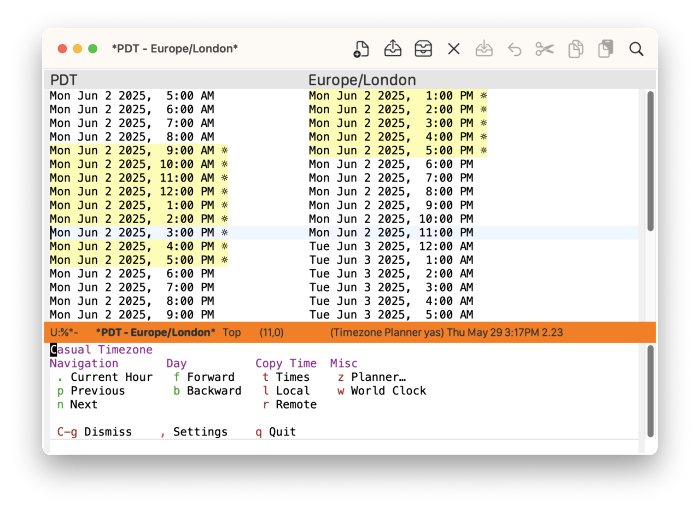 *PDT - Europe/London*
PDT Europe/London
Mon Jun 2 2025,  5:00 AM Mon Jun 2 2025,  1:00 PM ☼
Mon Jun 2 2025,  6:00 AM Mon Jun 2 2025,  2:00 PM ☼
Mon Jun 2 2025,  7:00 AM Mon Jun 2 2025,  3:00 PM ☼
Mon Jun 2 2025,  8:00 AM Mon Jun 2 2025,  4:00 PM ☼
Mon Jun 2 2025,  9:00 AM ☼ Mon Jun 2 2025,  5:00 PM ☼
Mon Jun 2 2025, 10:00 AM ☼ Mon Jun 2 2025,  6:00 PM
Mon Jun 2 2025, 11:00 AM ☼ Mon Jun 2 2025,  7:00 PM
Mon Jun 2 2025, 12:00 PM ☼ Mon Jun 2 2025,  8:00 PM
Mon Jun 2 2025,  1:00 PM ☼ Mon Jun 2 2025,  9:00 PM
Mon Jun 2 2025,  2:00 PM ☼ Mon Jun 2 2025, 10:00 PM
Mon Jun 2 2025,  3:00 PM ☼ Mon Jun 2 2025, 11:00 PM
Mon Jun 2 2025,  4:00 PM ☼ Tue Jun 3 2025, 12:00 AM
Mon Jun 2 2025,  5:00 PM ☼ Tue Jun 3 2025,  1:00 AM
Mon Jun 2 2025,  6:00 PM Tue Jun 3 2025,  2:00 AM
Mon Jun 2 2025,  7:00 PM Tue Jun 3 2025,  3:00 AM
Mon Jun 2 2025,  8:00 PM Tue Jun 3 2025,  4:00 AM
Mon Jun 2 2025,  9:00 PM Tue Jun 3 2025,  5:00 AM
U:%*- *PDT - Europe/London* Top (11,0) (Timezone Planner yas) Thu May 29 3:17PM 2.23
Casual Timezone
Navigation Day Copy Time Misc
. Current Hour f Forward t Times z Planner…
p Previous b Backward l Local w World Clock
n Next r Remote
C-g Dismiss , Settings q Quit